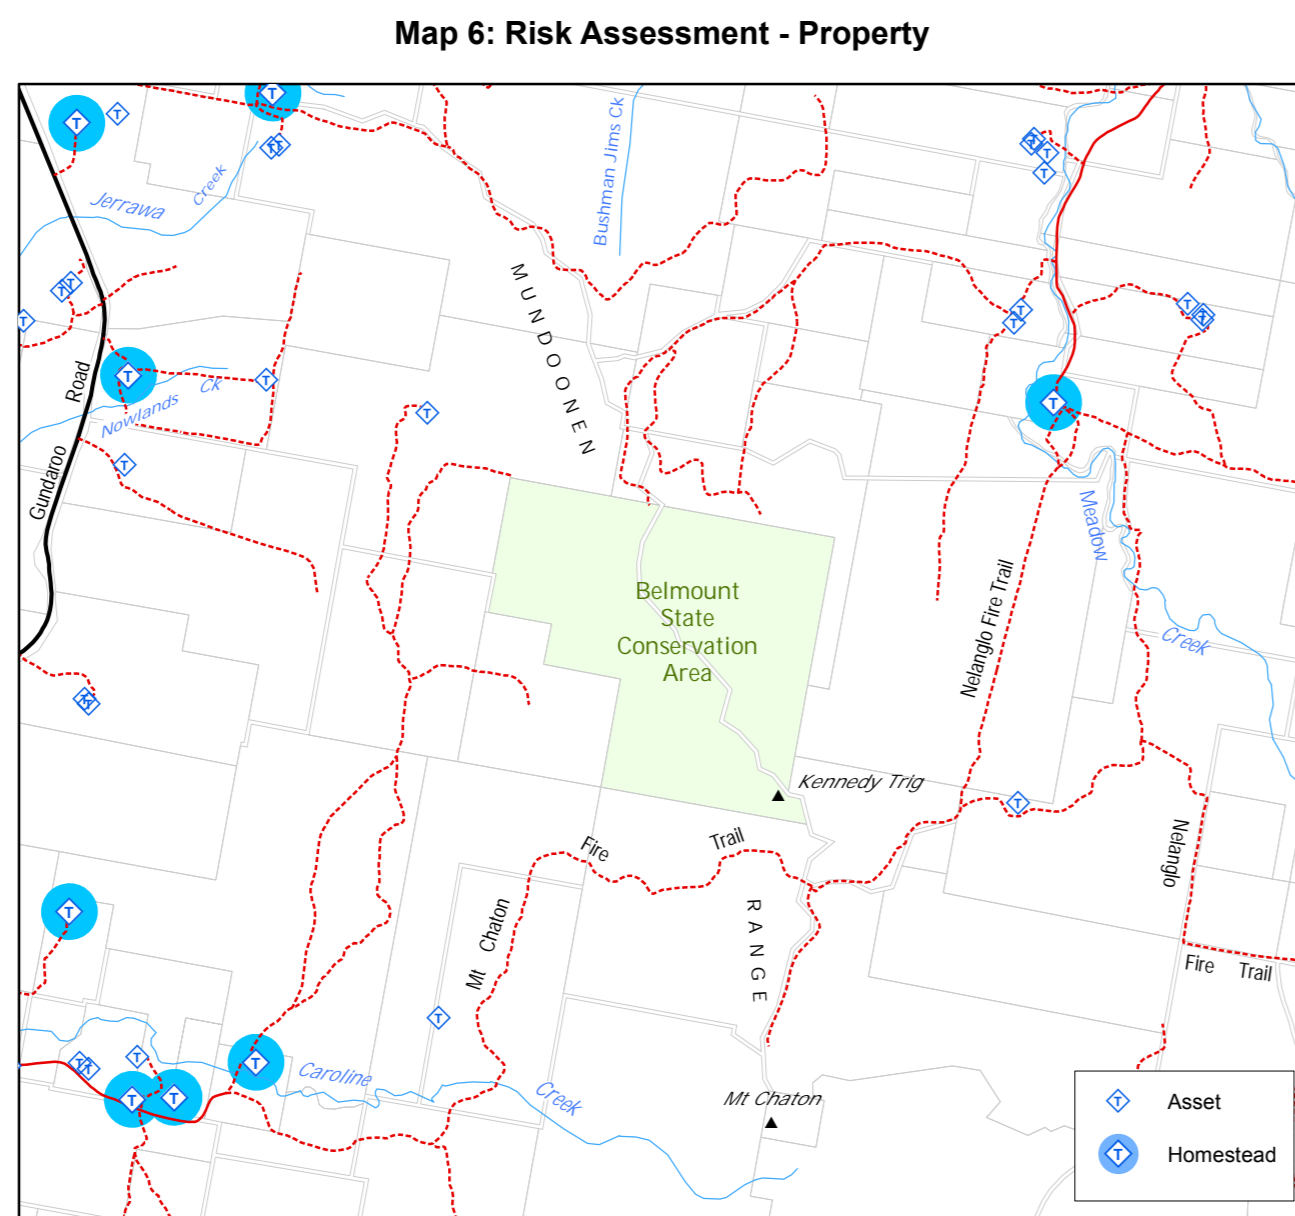 Map 6: Risk Assessment - Property
Bushman Jims Ck
Jerrawa
Creek
MUNDOONEN
Road
Nowlands
Ck
Gundaroo
Meadow
Creek
Belmount
State
Conservation
Area
Nelanglo Fire Trail
Kennedy Trig
Fire
Trail
Mt
Chaton
RANGE
Nelanglo
Fire
Trail
Caroline
Creek
Mt Chaton
T Asset
T Homestead